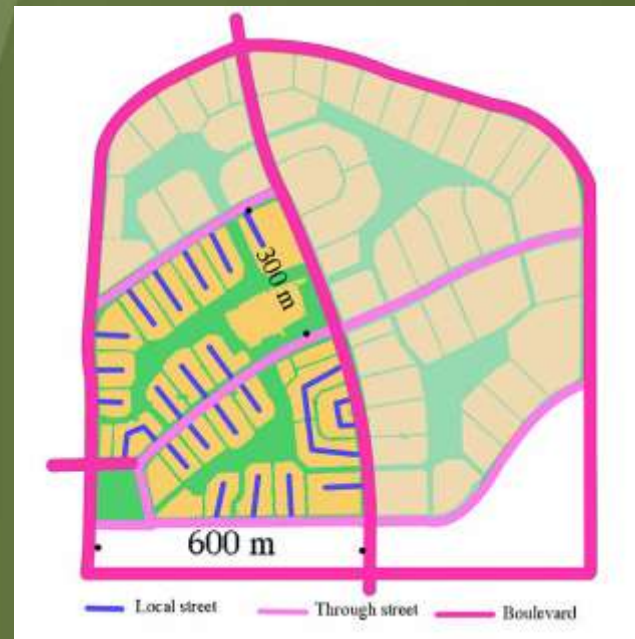 300 m
600 m
Local street
Through street
Boulevard